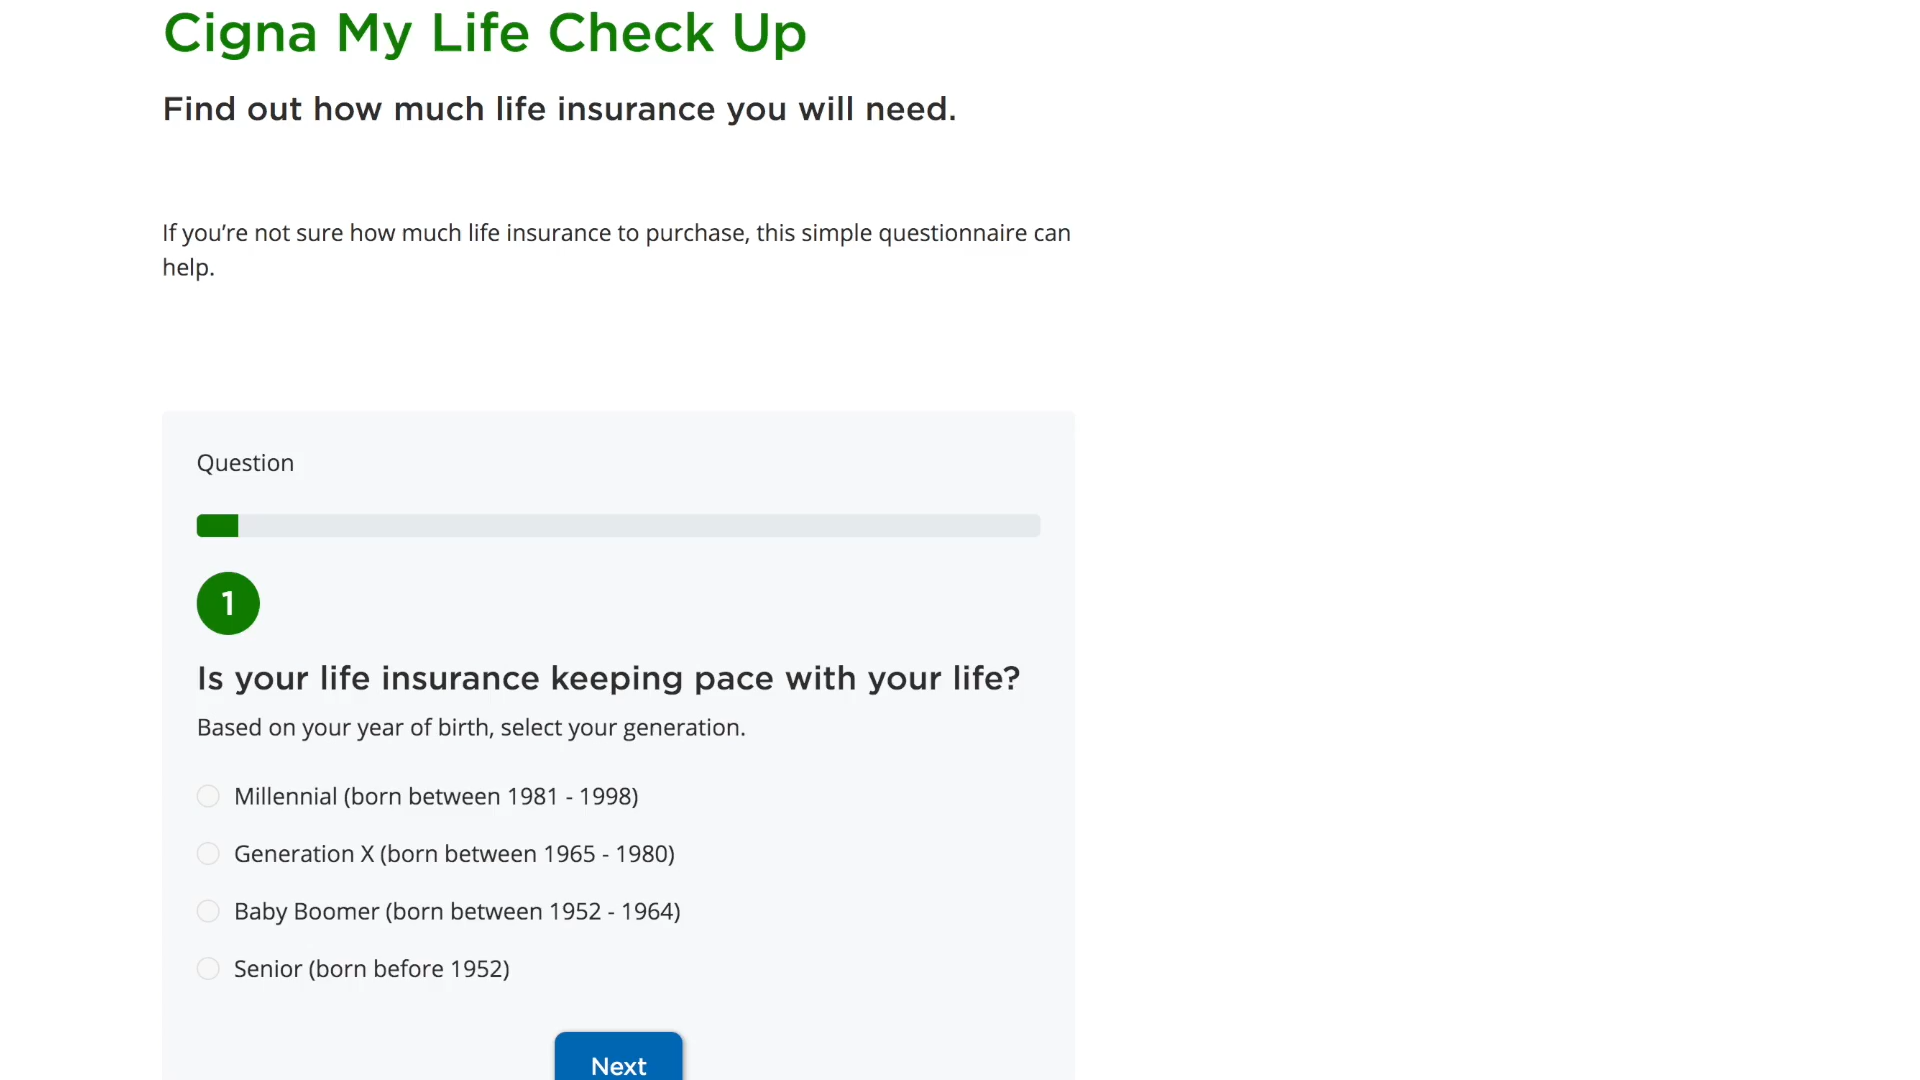 Cigna My Life Check Up
Find out how much life insurance you will need.
If you’re not sure how much life insurance to purchase, this simple questionnaire can
help.
Question
1
Is your life insurance keeping pace with your life?
Based on your year of birth, select your generation.
Millennial (born between 1981 - 1998)
Generation X (born between 1965 - 1980)
Baby Boomer (born between 1952 - 1964)
Senior (born before 1952)
Next